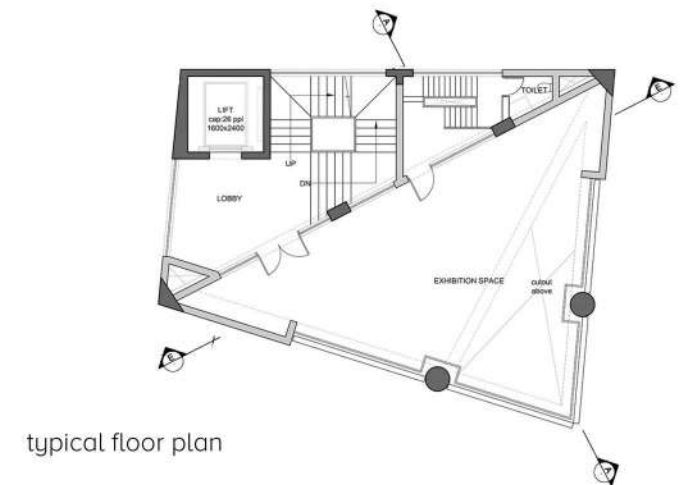 A
E
LIFT
cap:26 ppl
1600x2400
TOILET
UP
DN
LOBBY
EXHIBITION SPACE
cutout
above
E
typical floor plan
A